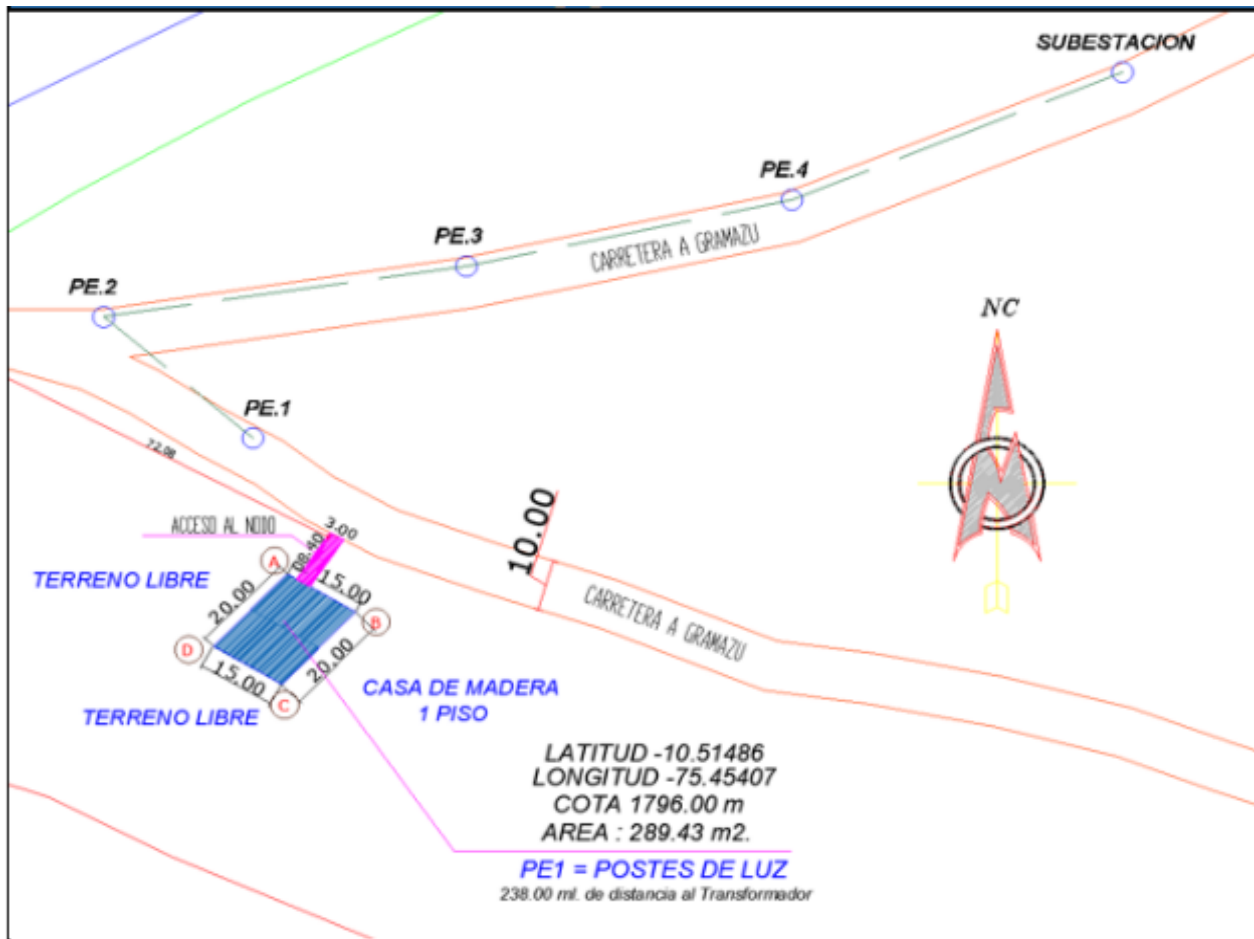 SUBESTACION
PE.4
CARRETERA A GRAMAZU
PE.3
PE.2
NC
PE.1
72.98
10.00
ACCESO AL NODO
3.00
08.40
TERRENO LIBRE
A
15.00
B
20.00
20.00
D
15.00
C
CARRETERA A GRAMAZU
CASA DE MADERA
1 PISO
TERRENO LIBRE
LATITUD -10.51486
LONGITUD -75.45407
COTA 1796.00 m
AREA : 289.43 m2.
PE1 = POSTES DE LUZ
238.00 ml. de distancia al Transformador